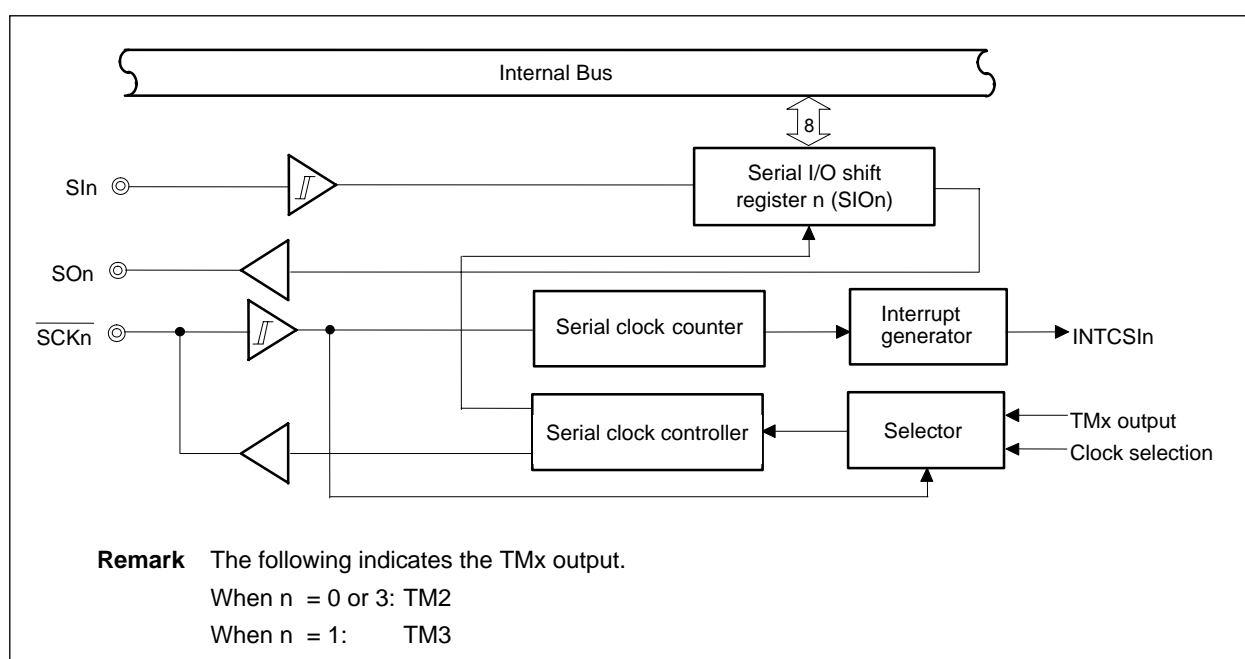 Internal Bus
8
SIn
Serial I/O shift
register n (SIOn)
SOn
SCKn
Serial clock counter
Interrupt
generator
INTCSIn
Serial clock controller
Selector
TMx output
Clock selection
Remark The following indicates the TMx output.
When n = 0 or 3: TM2
When n = 1: TM3